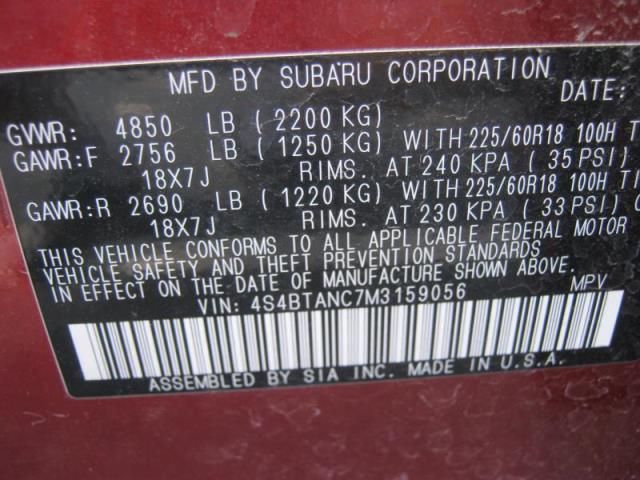 MFD BY SUBARU CORPORATION DATE:
GVWR: 4850 LB ( 2200 KG)
GAWR:F 2756 LB ( 1250 KG) WITH 225/60R18 100H T
18X7J RIMS. AT 240 KPA ( 35 PSI)
GAWR:R 2690 LB ( 1220 KG) WITH 225/60R18 100H TI
18X7J RIMS. AT 230 KPA ( 33 PSI) C
THIS VEHICLE CONFORMS TO ALL APPLICABLE FEDERAL MOTOR
VEHICLE SAFETY AND THEFT PREVENTION STANDARDS
IN EFFECT ON THE DATE OF MANUFACTURE SHOWN ABOVE.
VIN: 4S4BTANC7M3159056 MPV
ASSEMBLED BY SIA INC. MADE IN U.S.A.